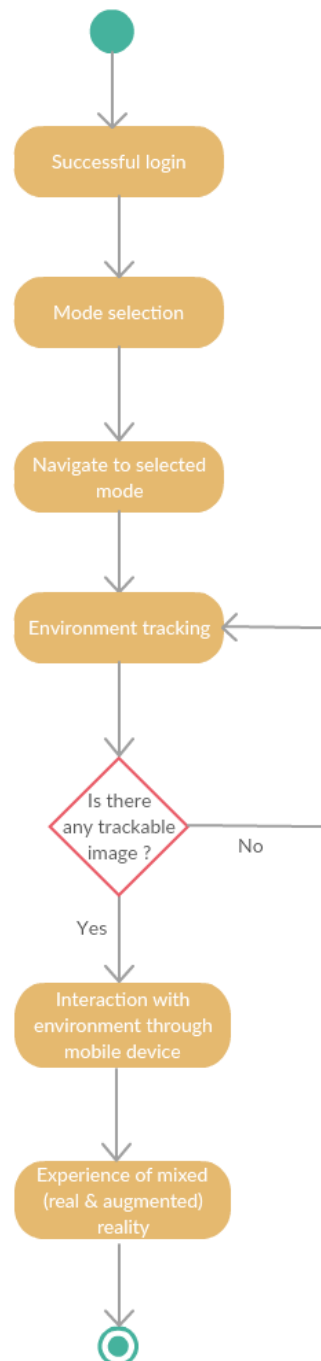 Successful login
Mode selection
Navigate to selected
mode
Environment tracking
Is there
any trackable
image ?
No
Yes
Interaction with
environment through
mobile device
Experience of mixed
(real & augmented)
reality